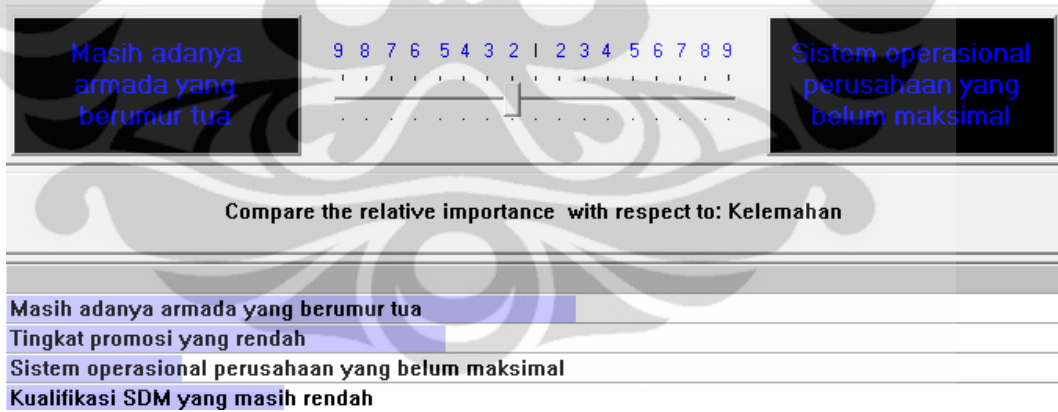 Masih adanya
armada yang
berumur tua
9 8 7 6 5 4 3 2 1 2 3 4 5 6 7 8 9
Sistem operasional
perusahaan yang
belum maksimal
Compare the relative importance with respect to: Kelemahan
Masih adanya armada yang berumur tua
Tingkat promosi yang rendah
Sistem operasional perusahaan yang belum maksimal
Kualifikasi SDM yang masih rendah